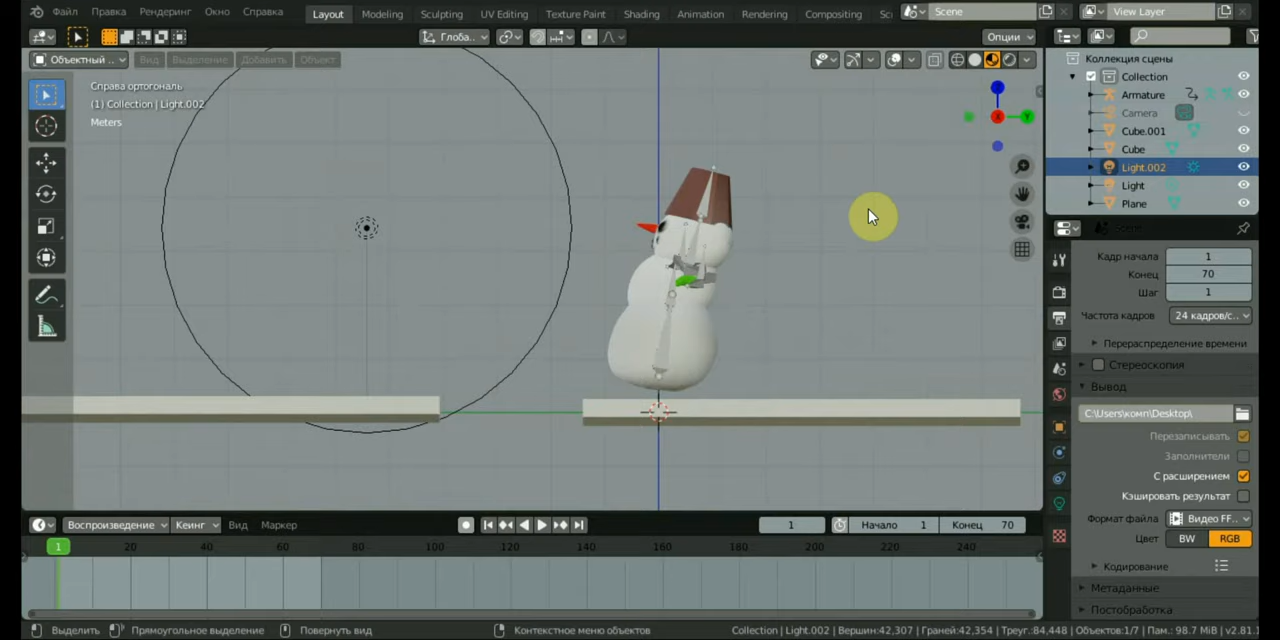 Файл Правка Рендеринг Окно Справка Layout Modeling Sculpting UV Editing Texture Paint Shading Animation Rendering Compositing Sc Scene View Layer
Глоба.. Опции
Объектный .. Вид Выделение Добавить Объект
Справа ортогональ
(1) Collection | Light.002
Meters
Коллекция сцены
Collection
Armature
Camera
Cube.001
Cube
Light.002
Light
Plane
Scene
Кадр начала 1
Конец 70
Шаг 1
Частота кадров 24 кадров/с..
Перераспределение времени
Стереоскопия
Вывод
C:\Users\комп\Desktop\
Перезаписывать
Заполнители
С расширением
Кэшировать результат
Формат файла Видео FF..
Цвет BW RGB
Кодирование
Метаданные
Постобработка
Воспроизведение Кеинг Вид Маркер 1 Начало 1 Конец 70
1 20 40 60 80 100 120 140 160 180 200 220 240
Выделить Прямоугольное выделение Повернуть вид Контекстное меню объектов Collection | Light.002 | Вершин:42,307 | Граней:42,354 | Треуг.:84,448 | Объектов:1/7 | Пам.: 98.7 MiB | v2.81.